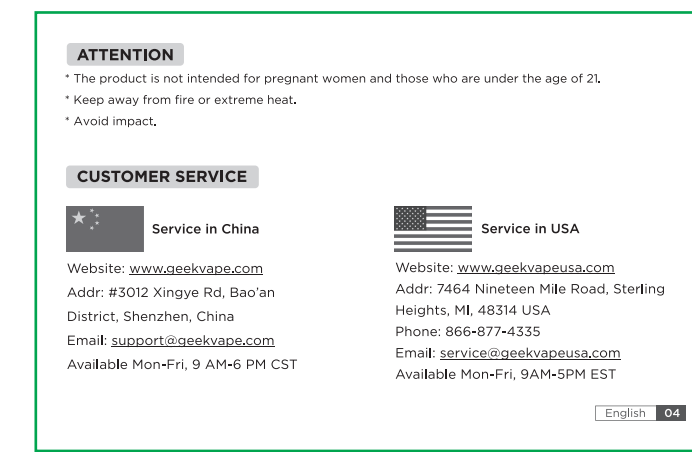 ATTENTION
* The product is not intended for pregnant women and those who are under the age of 21.
* Keep away from fire or extreme heat.
* Avoid impact.
CUSTOMER SERVICE
Service in China
Website: www.geekvape.com
Addr: #3012 Xingye Rd, Bao'an
District, Shenzhen, China
Email: support@geekvape.com
Available Mon-Fri, 9 AM-6 PM CST
Service in USA
Website: www.geekvapeusa.com
Addr: 7464 Nineteen Mile Road, Sterling
Heights, MI, 48314 USA
Phone: 866-877-4335
Email: service@geekvapeusa.com
Available Mon-Fri, 9AM-5PM EST
English 04